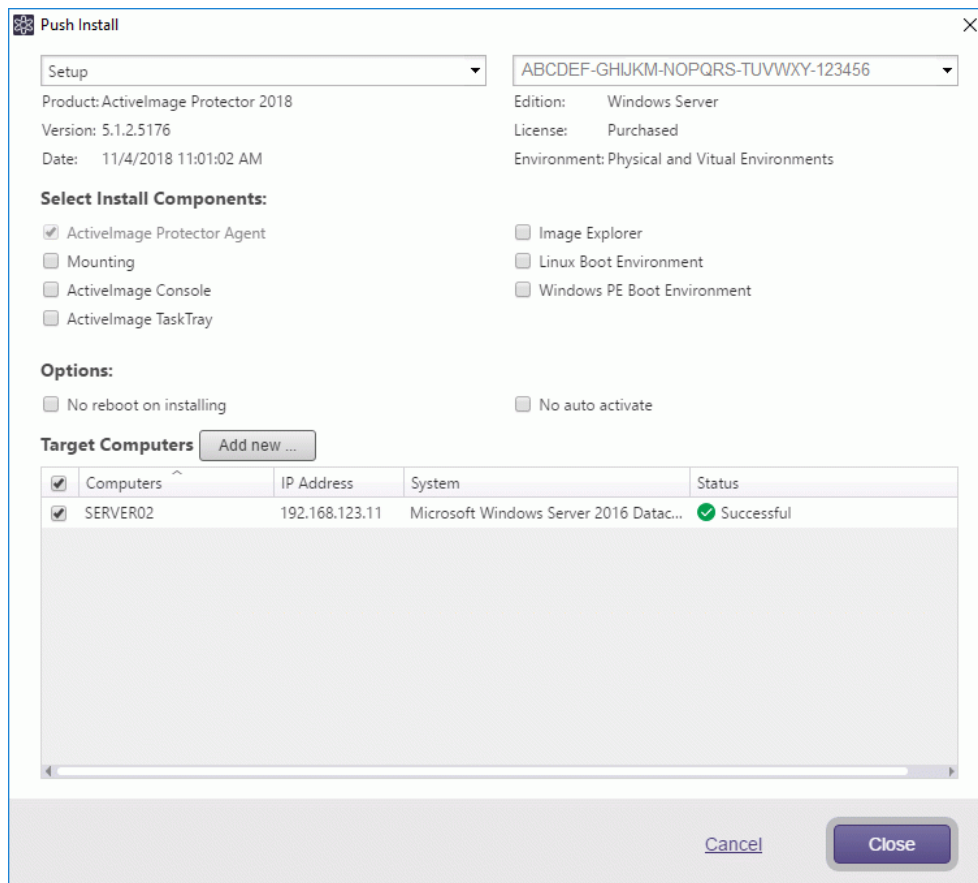 Push Install
Setup
ABCDEF-GHIJKM-NOPQRS-TUVWXY-123456
Product: ActiveImage Protector 2018
Edition: Windows Server
Version: 5.1.2.5176
License: Purchased
Date: 11/4/2018 11:01:02 AM
Environment: Physical and Vitual Environments
Select Install Components:
ActiveImage Protector Agent
Image Explorer
Mounting
Linux Boot Environment
ActiveImage Console
Windows PE Boot Environment
ActiveImage TaskTray
Options:
No reboot on installing
No auto activate
Target Computers Add new ...
Computers IP Address System Status
SERVER02 192.168.123.11 Microsoft Windows Server 2016 Datac... Successful
Cancel Close